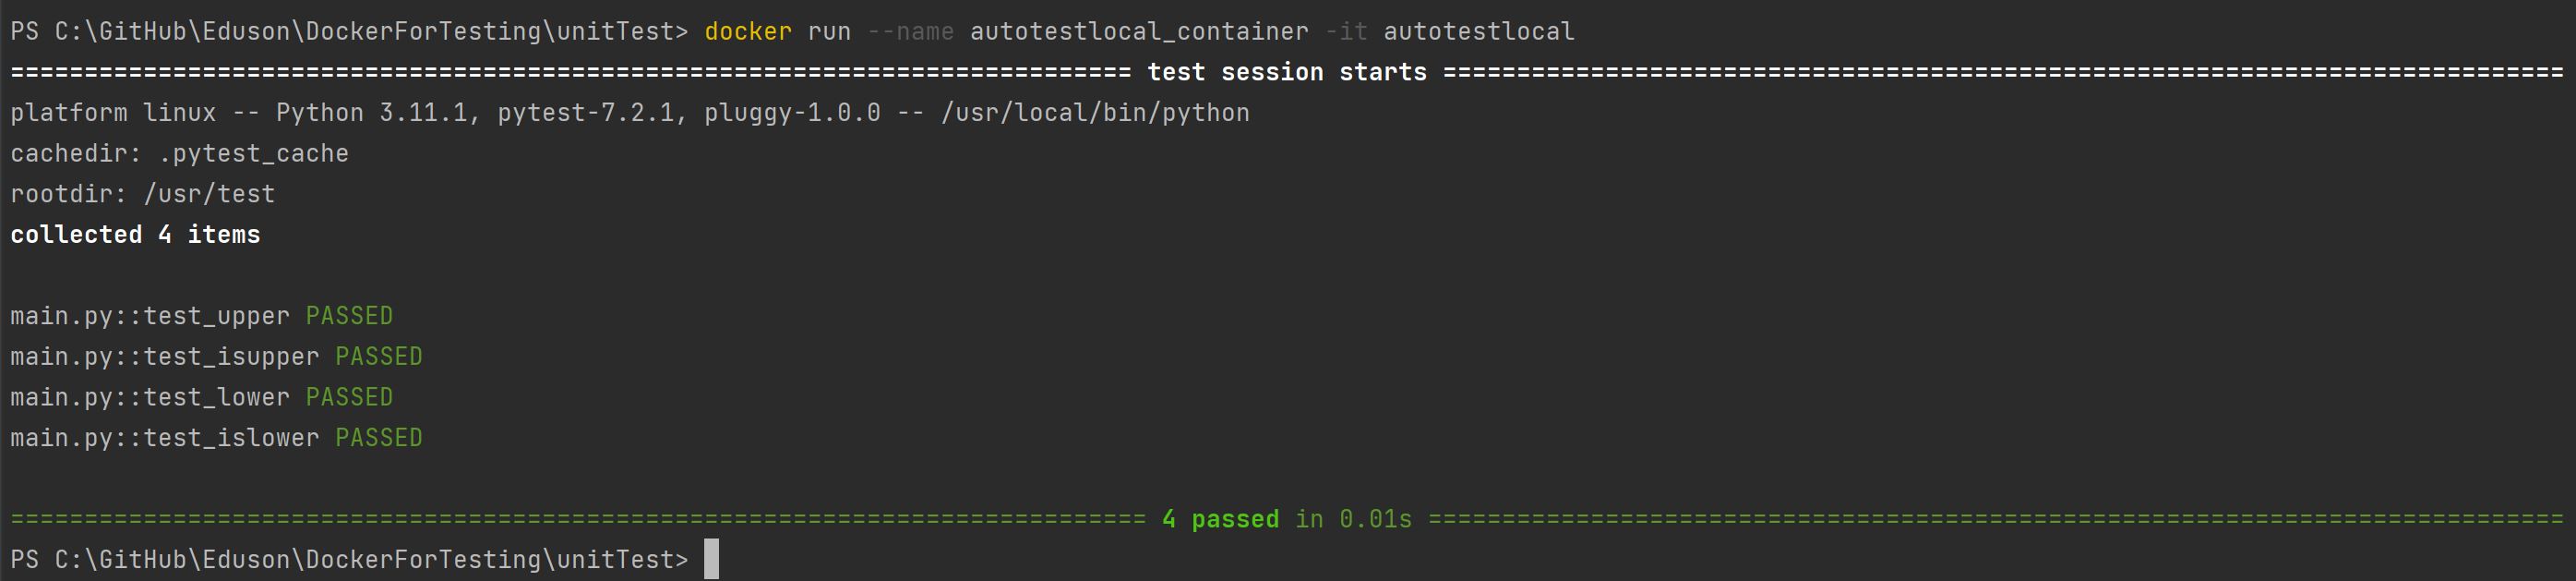 PS C:\GitHub\Eduson\DockerForTesting\unitTest> docker run --name autotestlocal_container -it autotestlocal
============================================================================ test session starts ============================================================================
platform linux -- Python 3.11.1, pytest-7.2.1, pluggy-1.0.0 -- /usr/local/bin/python
cachedir: .pytest_cache
rootdir: /usr/test
collected 4 items
main.py::test_upper PASSED
main.py::test_isupper PASSED
main.py::test_lower PASSED
main.py::test_islower PASSED
============================================================================= 4 passed in 0.01s =============================================================================
PS C:\GitHub\Eduson\DockerForTesting\unitTest>